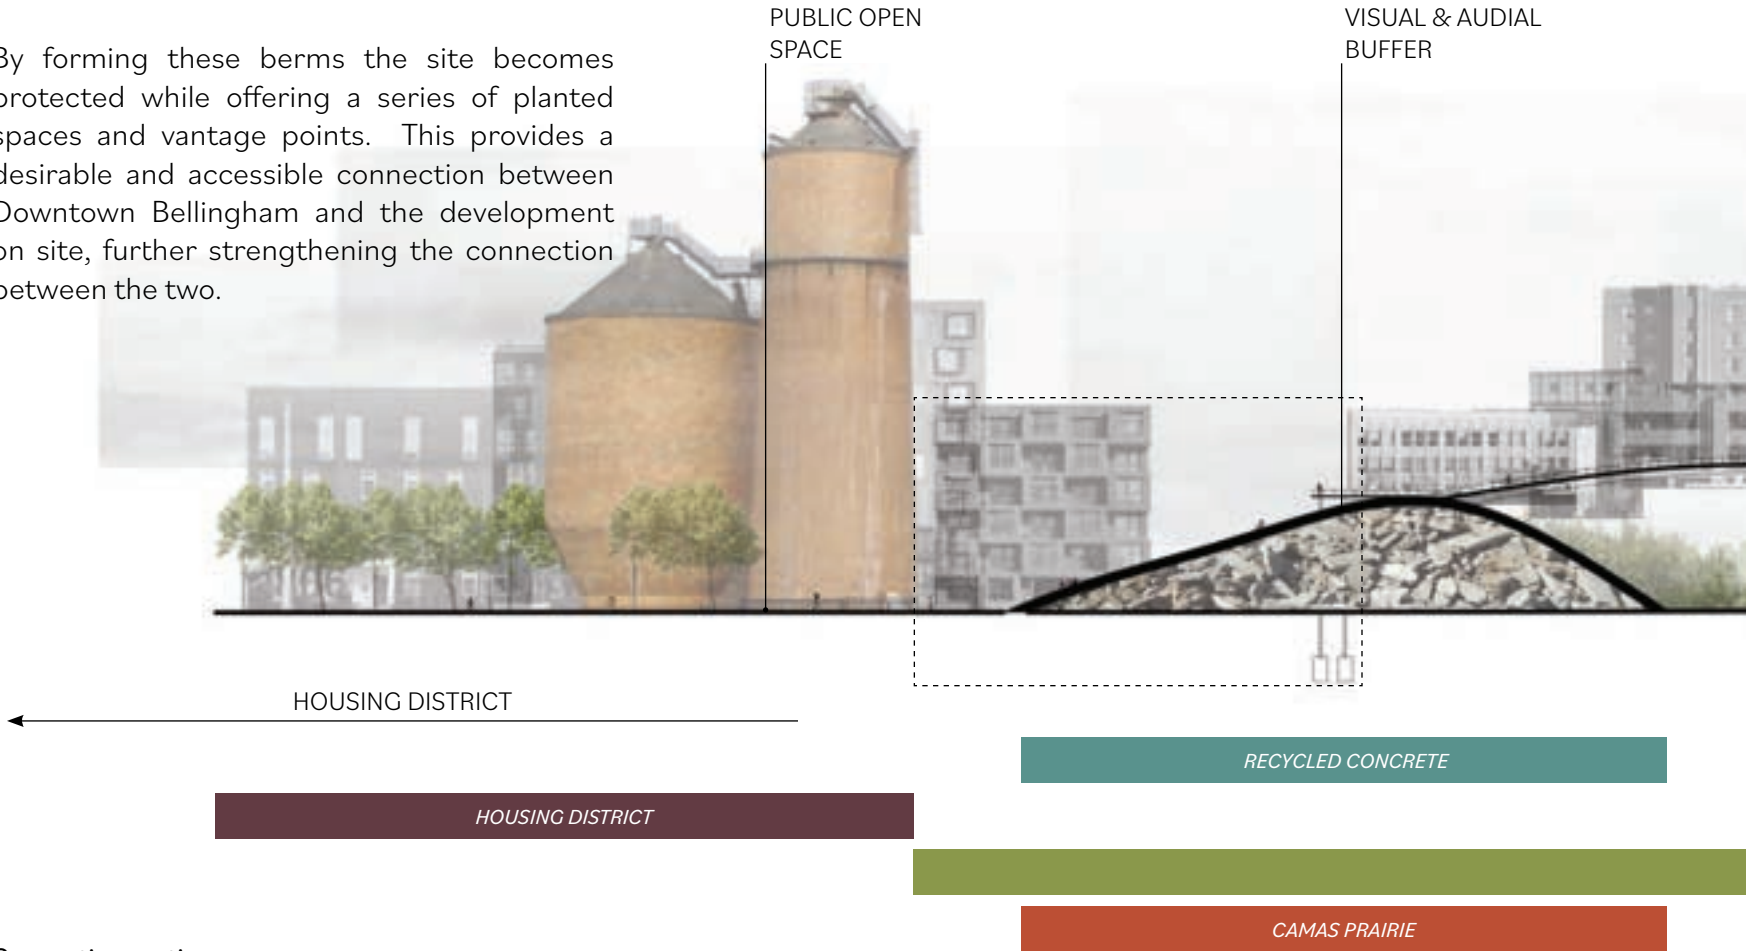 PUBLIC OPEN
SPACE
VISUAL & AUDIAL
BUFFER
By forming these berms the site becomes
protected while offering a series of planted
spaces and vantage points. This provides a
desirable and accessible connection between
Downtown Bellingham and the development
on site, further strengthening the connection
between the two.
HOUSING DISTRICT
RECYCLED CONCRETE
HOUSING DISTRICT
CAMAS PRAIRIE